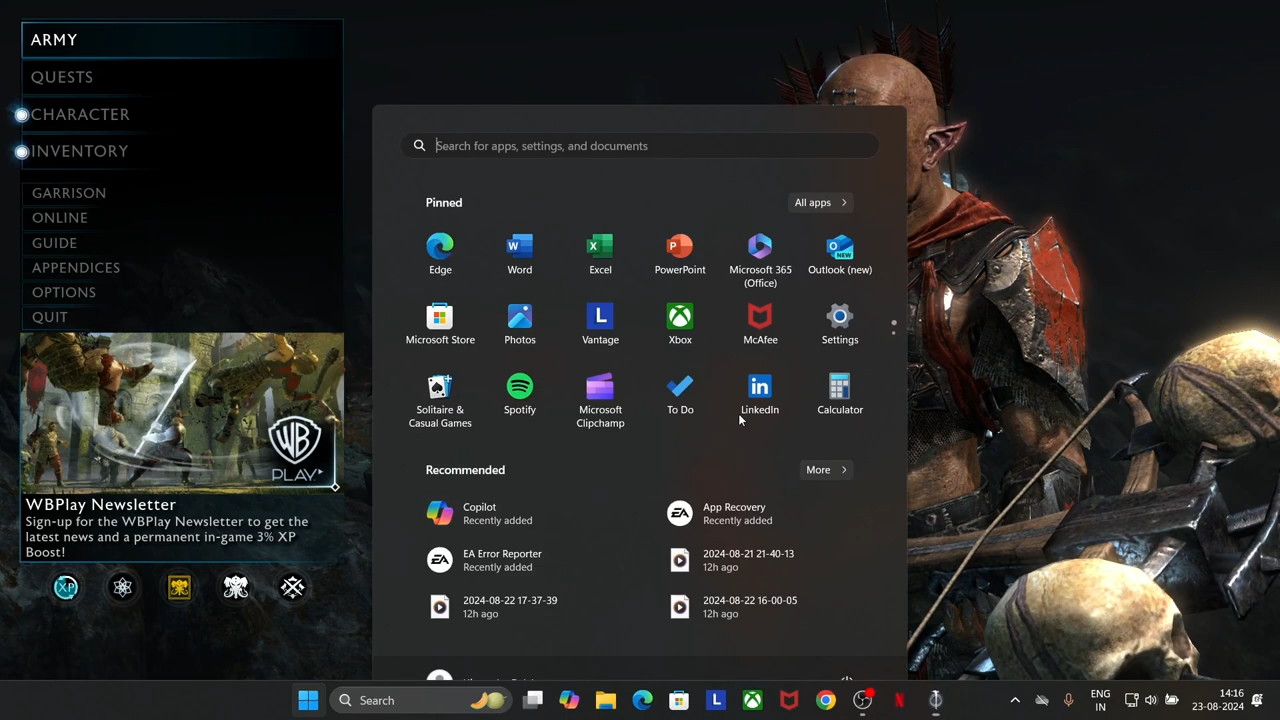 ARMY
QUESTS
CHARACTER
INVENTORY
GARRISON
ONLINE
GUIDE
APPENDICES
OPTIONS
QUIT
WB
PLAY
WBPlay Newsletter
Sign-up for the WBPlay Newsletter to get the
latest news and a permanent in-game 3% XP
Boost!
XP
Search for apps, settings, and documents
Pinned
All apps
Edge
Word
Excel
PowerPoint
Microsoft 365
(Office)
Outlook (new)
Microsoft Store
Photos
Vantage
Xbox
McAfee
Settings
Solitaire &
Casual Games
Spotify
Microsoft
Clipchamp
To Do
LinkedIn
Calculator
Recommended
More
Copilot
Recently added
App Recovery
Recently added
EA Error Reporter
Recently added
2024-08-21 21-40-13
12h ago
2024-08-22 17-37-39
12h ago
2024-08-22 16-00-05
12h ago
Search
ENG
IN
14:16
23-08-2024